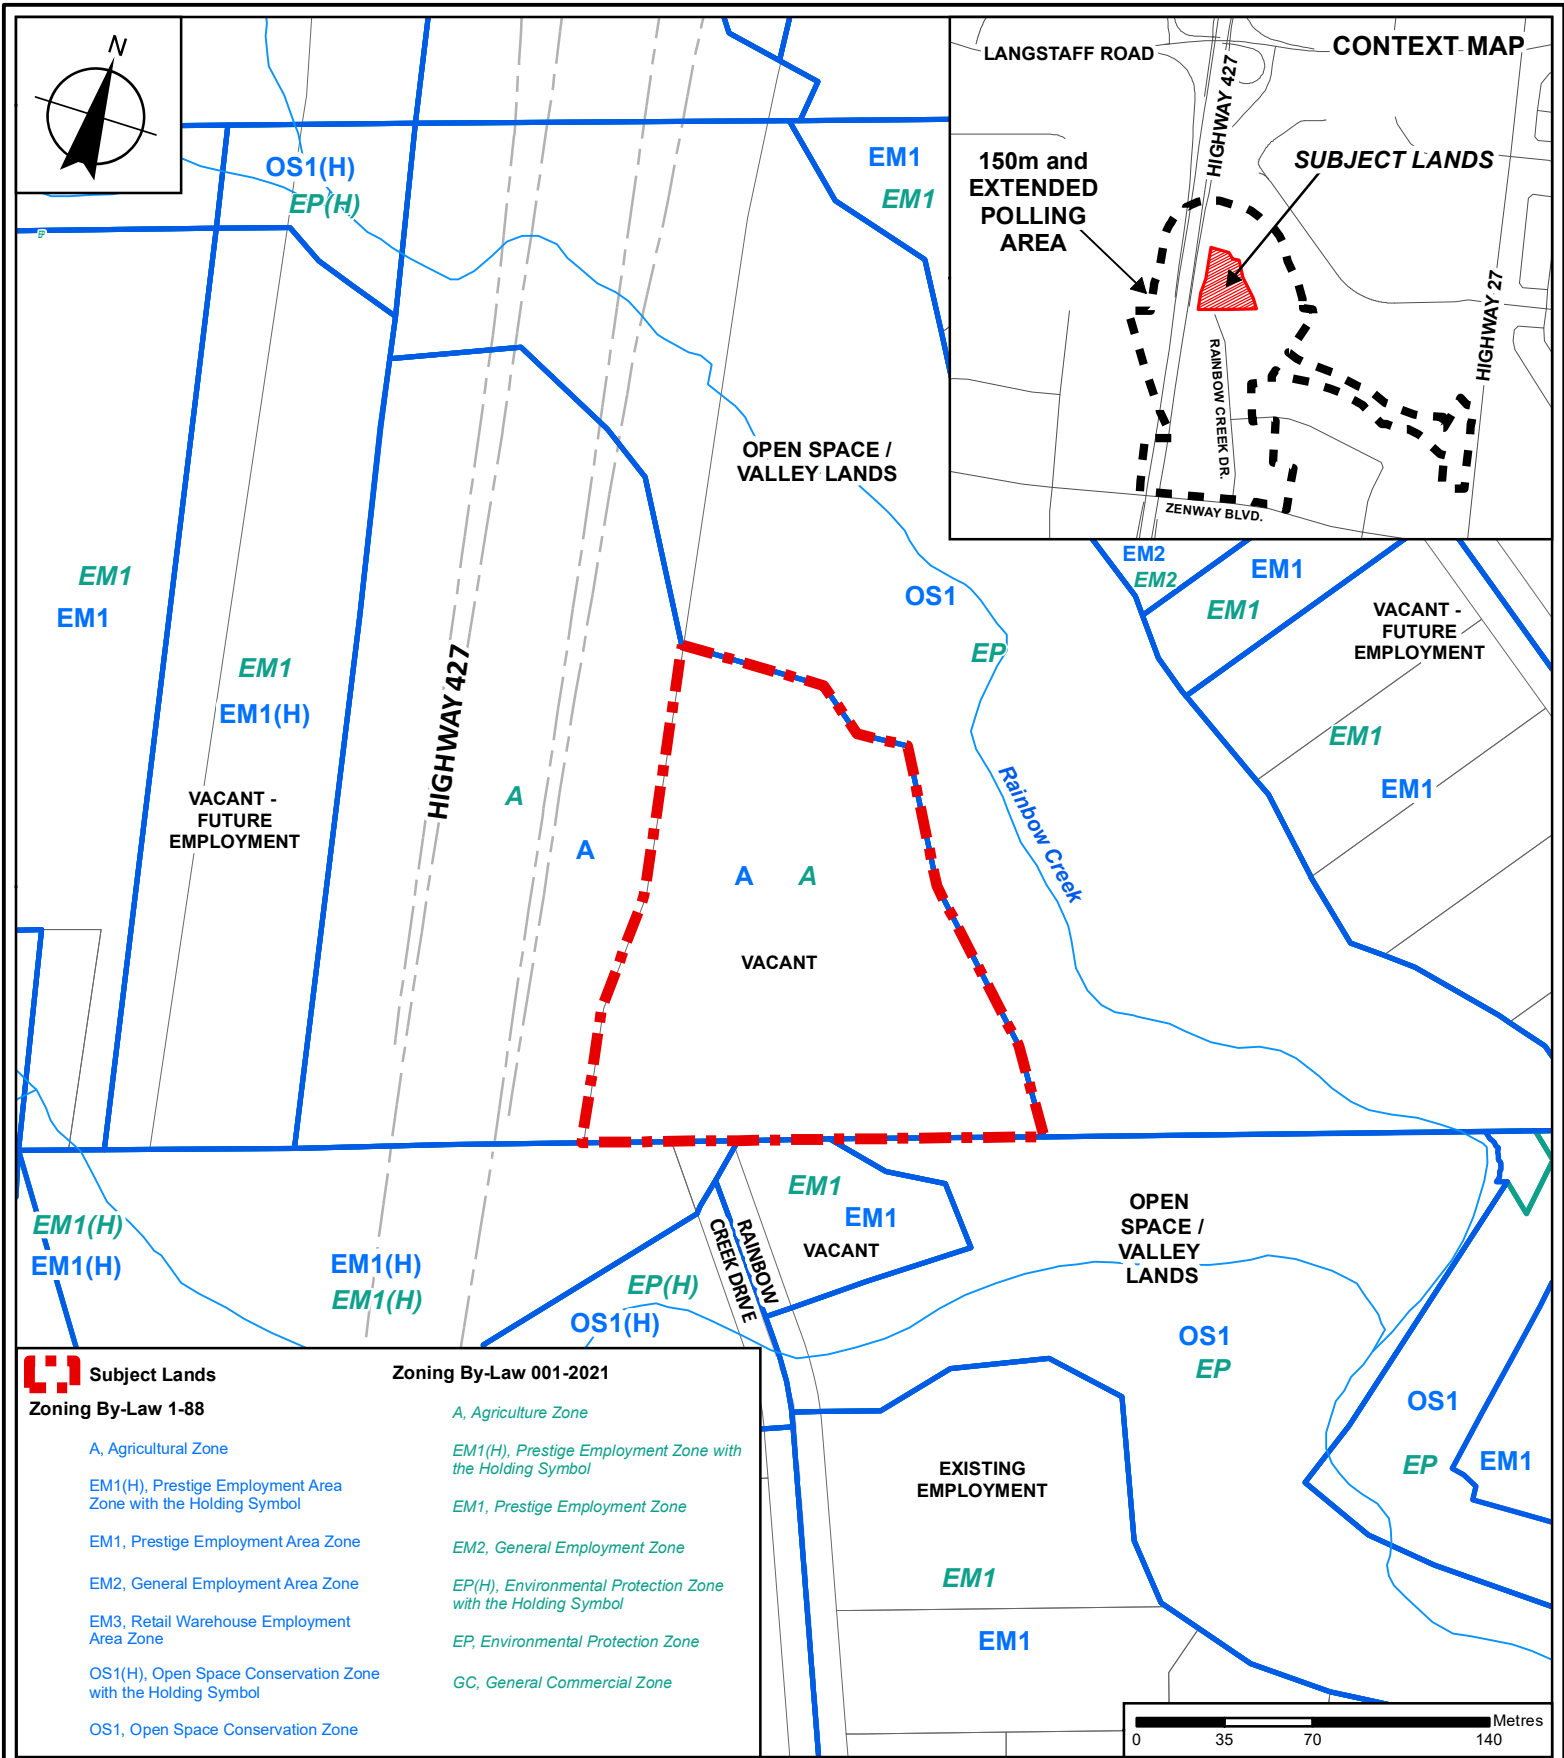 N
CONTEXT MAP
LANGSTAFF ROAD
HIGHWAY 427
150m and
EXTENDED
POLLING
AREA
SUBJECT LANDS
HIGHWAY 27
RAINBOW CREEK DR.
ZENWAY BLVD.
OS1(H)
EP(H)
EP
EM1
EM1
OPEN SPACE /
VALLEY LANDS
EM2
EM2
EM1
EM1
EM1
EM1
OS1
EP
VACANT -
FUTURE
EMPLOYMENT
EM1
EM1(H)
HIGHWAY 427
EM1
EM1
VACANT -
FUTURE
EMPLOYMENT
A
A
A A
VACANT
Rainbow Creek
EM1(H)
EM1(H)
EM1(H)
EM1(H)
EP(H)
OS1(H)
RAINBOW
CREEK DRIVE
EM1
EM1
VACANT
OPEN
SPACE /
VALLEY
LANDS
OS1
EP
OS1
EP
EM1
EXISTING
EMPLOYMENT
EM1
EM1
Subject Lands
Zoning By-Law 1-88
A, Agricultural Zone
EM1(H), Prestige Employment Area
Zone with the Holding Symbol
EM1, Prestige Employment Area Zone
EM2, General Employment Area Zone
EM3, Retail Warehouse Employment
Area Zone
OS1(H), Open Space Conservation Zone
with the Holding Symbol
OS1, Open Space Conservation Zone
Zoning By-Law 001-2021
A, Agriculture Zone
EM1(H), Prestige Employment Zone with
the Holding Symbol
EM1, Prestige Employment Zone
EM2, General Employment Zone
EP(H), Environmental Protection Zone
with the Holding Symbol
EP, Environmental Protection Zone
GC, General Commercial Zone
Metres
0 35 70 140